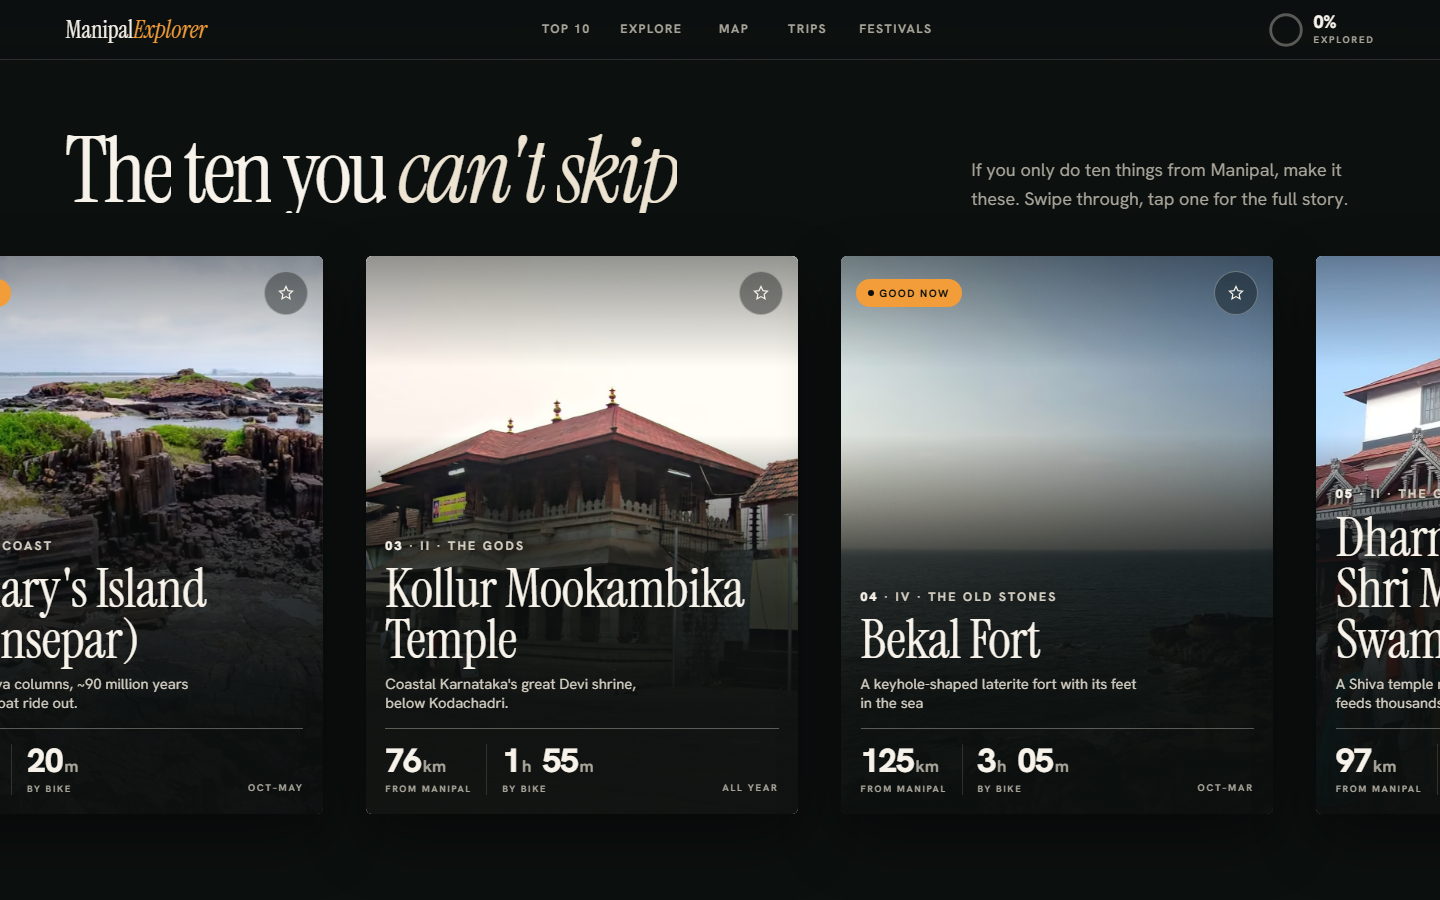 ManipalExplorer
TOP 10
EXPLORE
MAP
TRIPS
FESTIVALS
0%
EXPLORED
The ten you can't skip
If you only do ten things from Manipal, make it
these. Swipe through, tap one for the full story.
COAST
ary's Island
nsepar)
va columns, ~90 million years
oat ride out.
20m
BY BIKE
OCT–MAY
03 · II · THE GODS
Kollur Mookambika
Temple
Coastal Karnataka's great Devi shrine,
below Kodachadri.
76km
FROM MANIPAL
1h 55m
BY BIKE
ALL YEAR
GOOD NOW
04 · IV · THE OLD STONES
Bekal Fort
A keyhole-shaped laterite fort with its feet
in the sea
125km
FROM MANIPAL
3h 05m
BY BIKE
OCT–MAR
05 · II · THE G
Dharm
Shri M
Swam
A Shiva temple
feeds thousands
97km
FROM MANIPAL